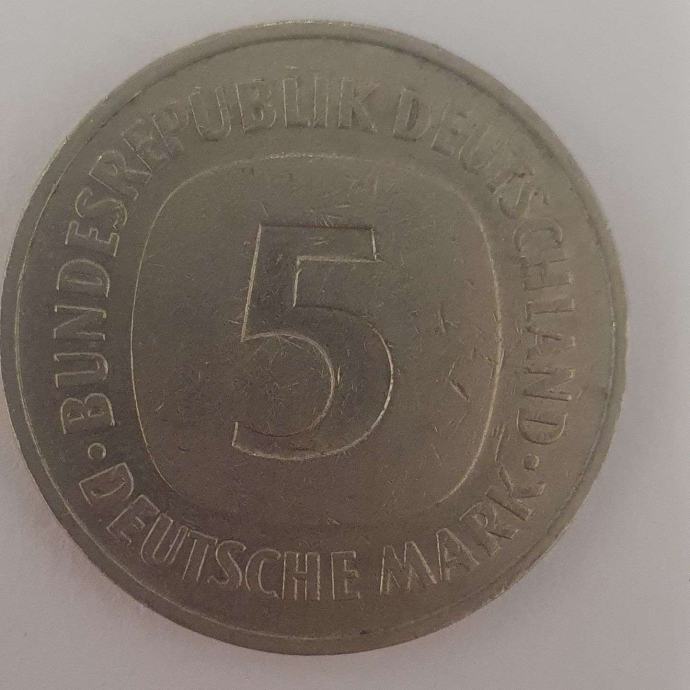 BUNDESREPUBLIK DEUTSCHLAND
5
• DEUTSCHE MARK •